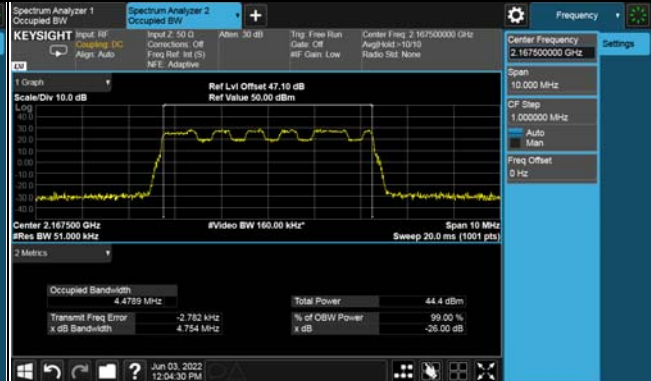 Spectrum Analyzer 1
Occupied BW
Spectrum Analyzer 2
Occupied BW
+
Frequency
KEYSIGHT
Input: RF
Coupling: DC
Align: Auto
Input Z: 50 Ω
Corrections: Off
Freq Ref: Int (S)
NFE: Adaptive
Atten: 30 dB
Trig: Free Run
Gate: Off
#IF Gain: Low
Center Freq: 2.167500000 GHz
Avg|Hold:>10/10
Radio Std: None
LXI
Center Frequency
2.167500000 GHz
Settings
Span
10.000 MHz
CF Step
1.000000 MHz
Auto
Man
Freq Offset
0 Hz
1 Graph
Scale/Div 10.0 dB
Ref Lvl Offset 47.10 dB
Ref Value 50.00 dBm
Log
40.0
30.0
20.0
10.0
0.00
-10.0
-20.0
-30.0
-40.0
Center 2.167500 GHz
#Res BW 51.000 kHz
#Video BW 160.00 kHz*
Span 10 MHz
Sweep 20.0 ms (1001 pts)
2 Metrics
Occupied Bandwidth
4.4789 MHz
Total Power 44.4 dBm
Transmit Freq Error -2.782 kHz
% of OBW Power 99.00 %
x dB Bandwidth 4.754 MHz
x dB -26.00 dB
?
Jun 03, 2022
12:04:30 PM